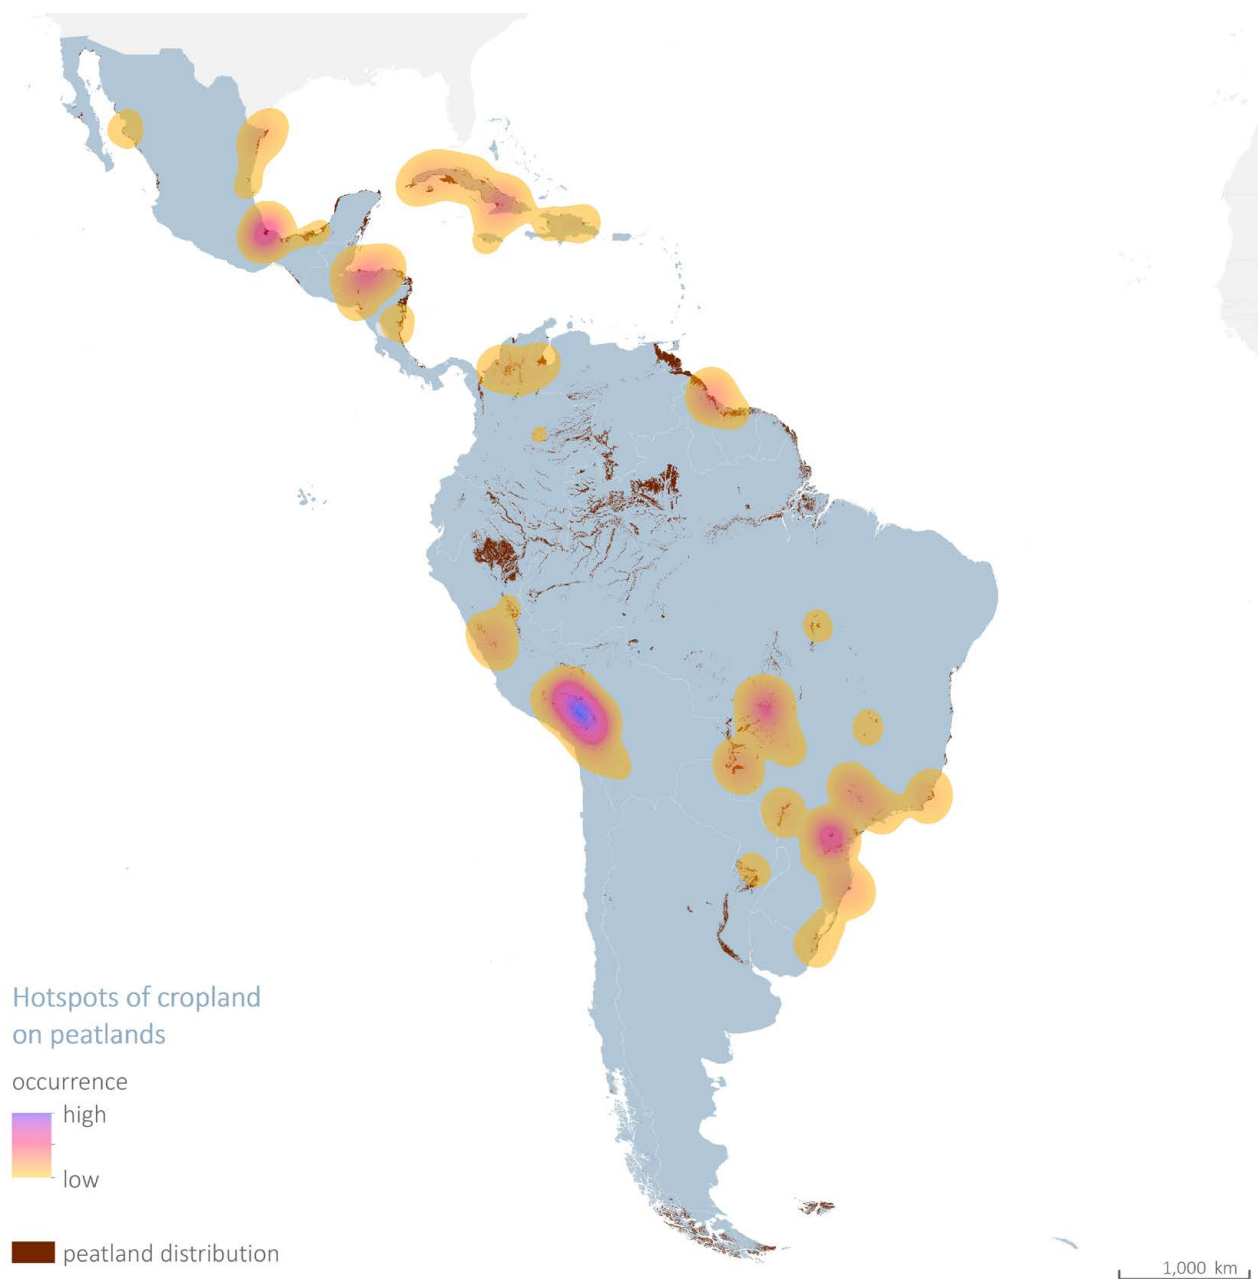 Hotspots of cropland
on peatlands
occurrence
high
low
peatland distribution
1,000 km